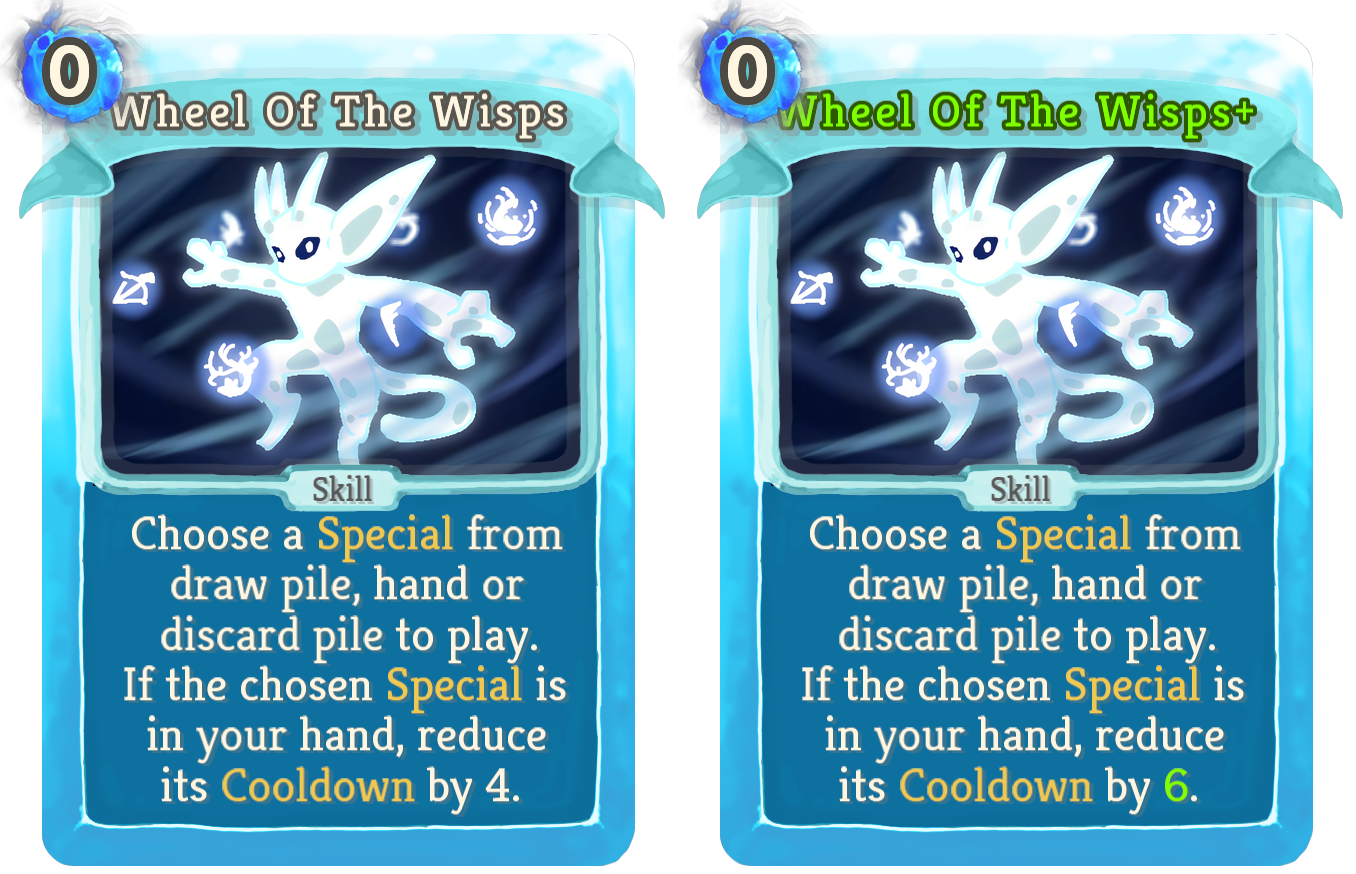 0
Wheel Of The Wisps
Skill
Choose a Special from
draw pile, hand or
discard pile to play.
If the chosen Special is
in your hand, reduce
its Cooldown by 4.
0
Wheel Of The Wisps+
Skill
Choose a Special from
draw pile, hand or
discard pile to play.
If the chosen Special is
in your hand, reduce
its Cooldown by 6.